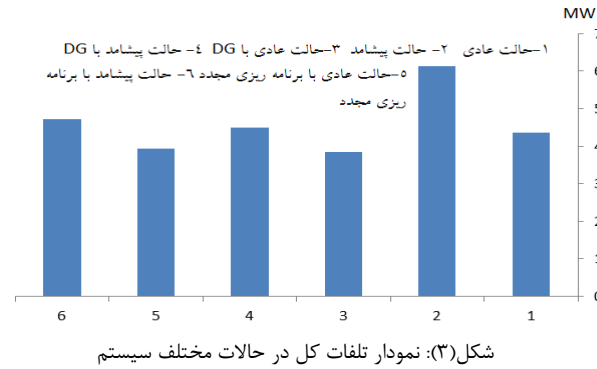 MW
۱-حالت عادی ۲- حالت پیشامد ۳-حالت عادی با DG ۴- حالت پیشامد با DG
۵-حالت عادی با برنامه ریزی مجدد ۶- حالت پیشامد با برنامه
ریزی مجدد
7
6
5
4
3
2
1
0
6 5 4 3 2 1
شکل(۳): نمودار تلفات کل در حالات مختلف سیستم